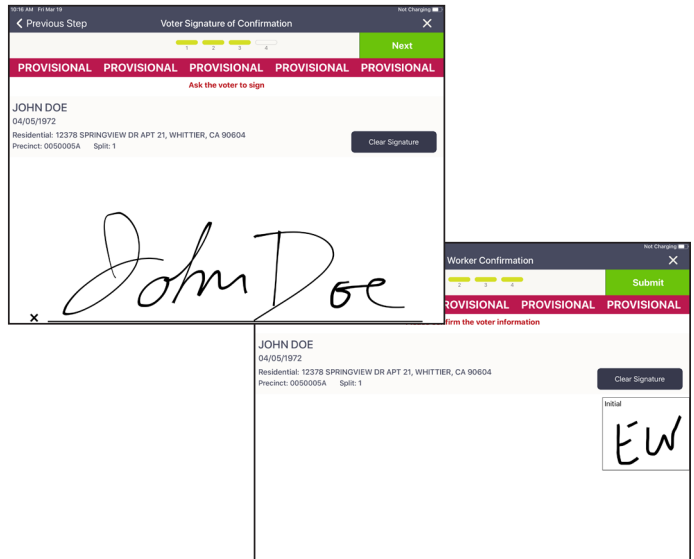 10:16 AM Fri Mar 19 Not Charging
Previous Step Voter Signature of Confirmation ✕
1 2 3 4 Next
PROVISIONAL PROVISIONAL PROVISIONAL PROVISIONAL PROVISIONAL
Ask the voter to sign
JOHN DOE
04/05/1972
Residential: 12378 SPRINGVIEW DR APT 21, WHITTIER, CA 90604
Precinct: 0050005A Split: 1
Clear Signature
John Doe
✕
Not Charging
Worker Confirmation ✕
2 3 4 Submit
ROVISIONAL PROVISIONAL PROVISIONAL
firm the voter information
JOHN DOE
04/05/1972
Residential: 12378 SPRINGVIEW DR APT 21, WHITTIER, CA 90604
Precinct: 0050005A Split: 1
Clear Signature
Initial
EW